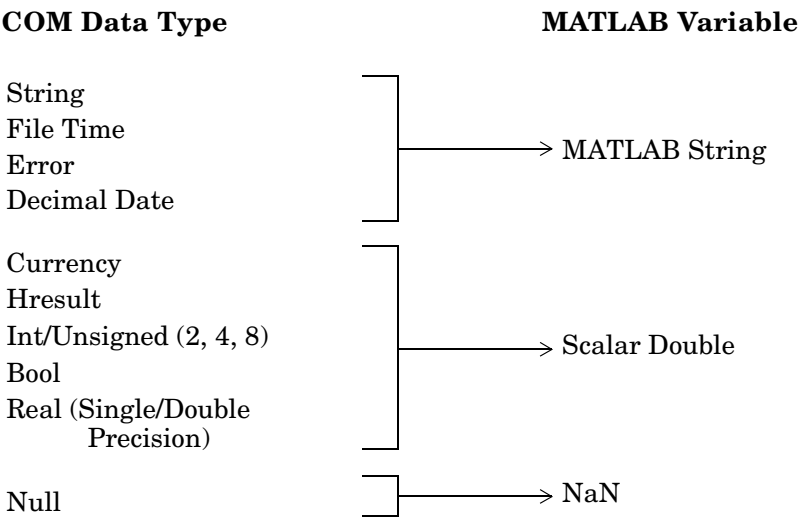 COM Data Type MATLAB Variable
String
File Time
Error
Decimal Date
MATLAB String
Currency
Hresult
Int/Unsigned (2, 4, 8)
Bool
Real (Single/Double
Precision)
Scalar Double
Null
NaN